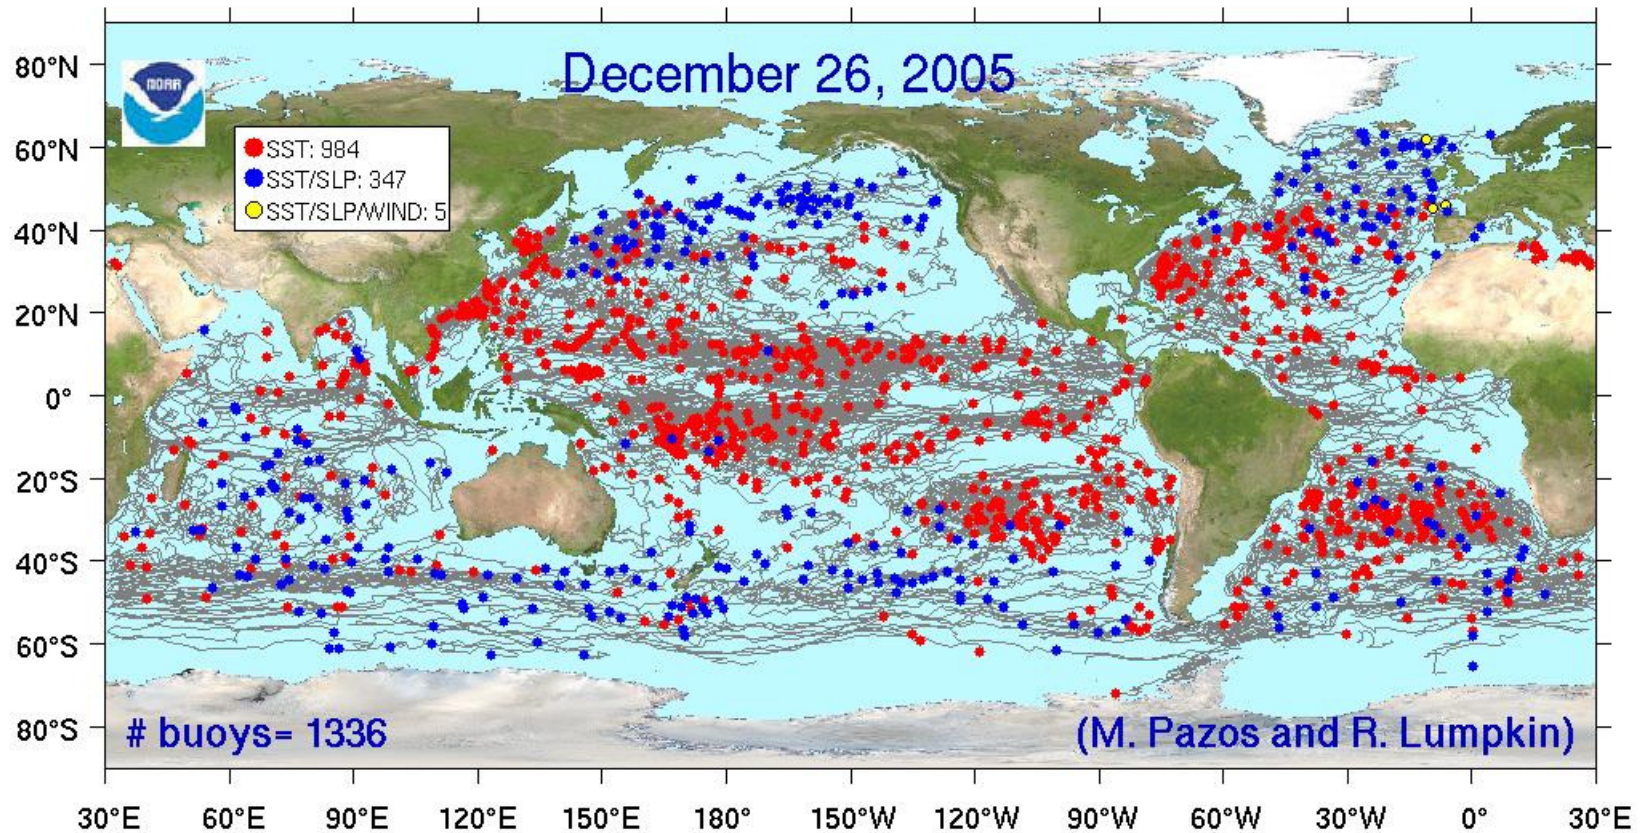 December 26, 2005
NOAA
SST: 984
SST/SLP: 347
SST/SLP/WIND: 5
80°N
60°N
40°N
20°N
0°
20°S
40°S
60°S
80°S
# buoys= 1336
(M. Pazos and R. Lumpkin)
30°E 60°E 90°E 120°E 150°E 180° 150°W 120°W 90°W 60°W 30°W 0° 30°E